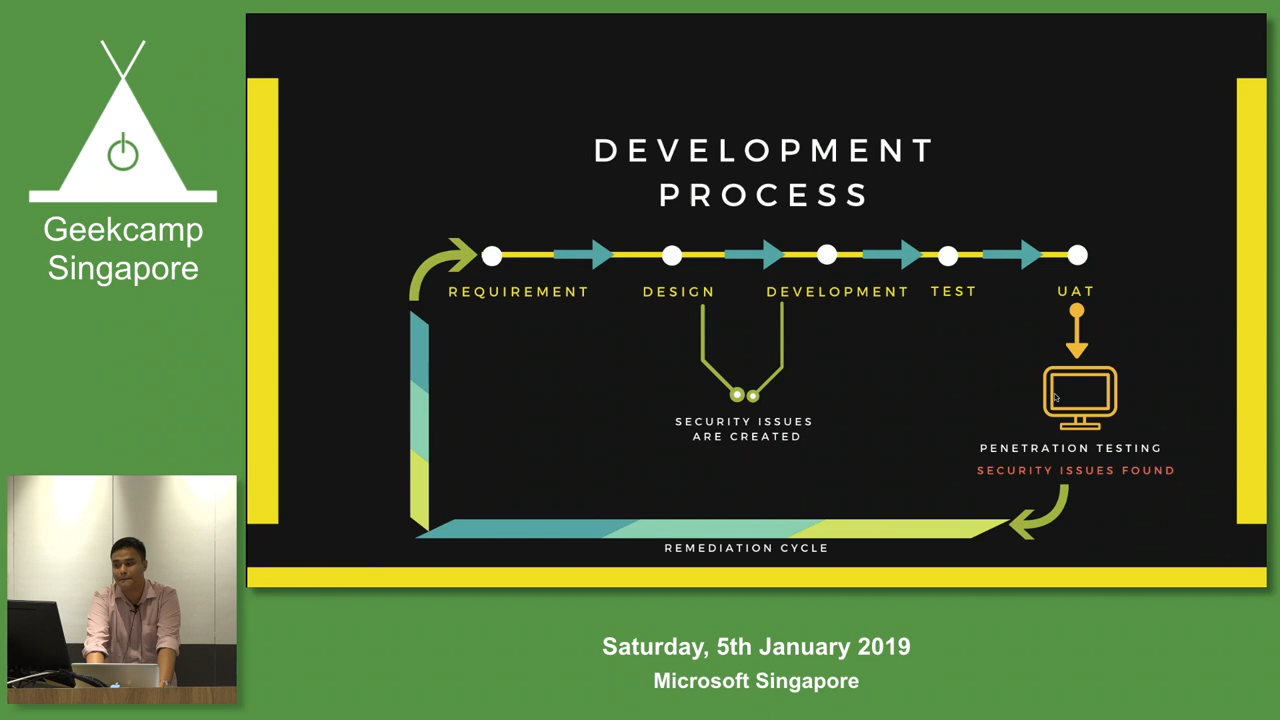 Geekcamp
Singapore
DEVELOPMENT
PROCESS
REQUIREMENT
DESIGN
DEVELOPMENT
TEST
UAT
SECURITY ISSUES
ARE CREATED
PENETRATION TESTING
SECURITY ISSUES FOUND
REMEDIATION CYCLE
Saturday, 5th January 2019
Microsoft Singapore